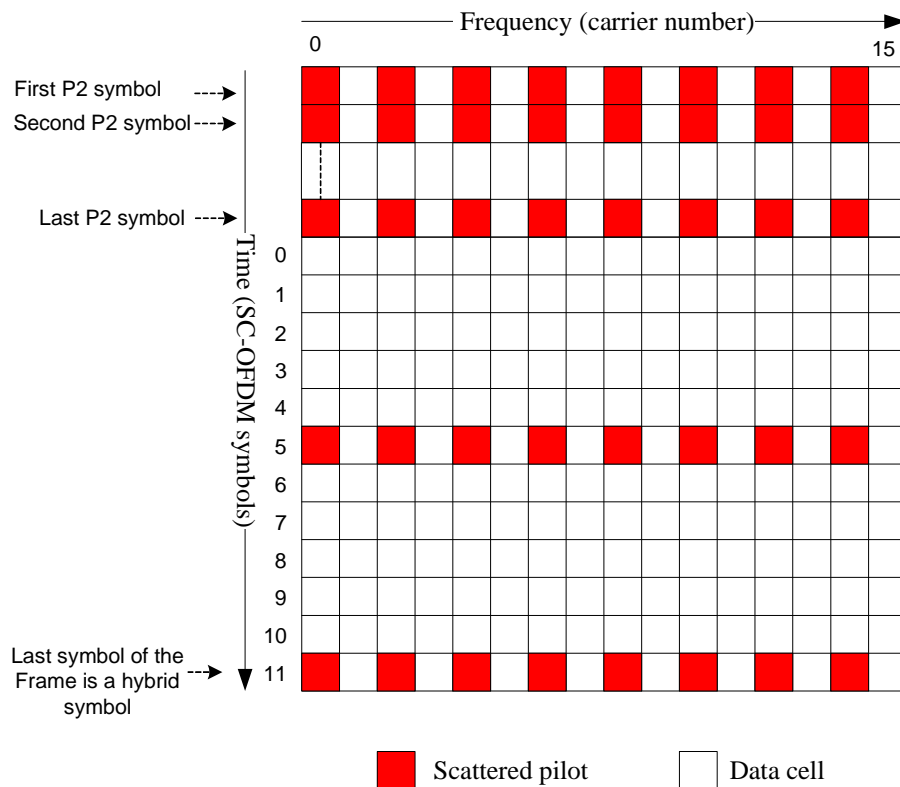 Frequency (carrier number)
0
15
First P2 symbol
Second P2 symbol
Last P2 symbol
Time (SC-OFDM symbols)
0
1
2
3
4
5
6
7
8
9
10
11
Last symbol of the
Frame is a hybrid
symbol
Scattered pilot
Data cell